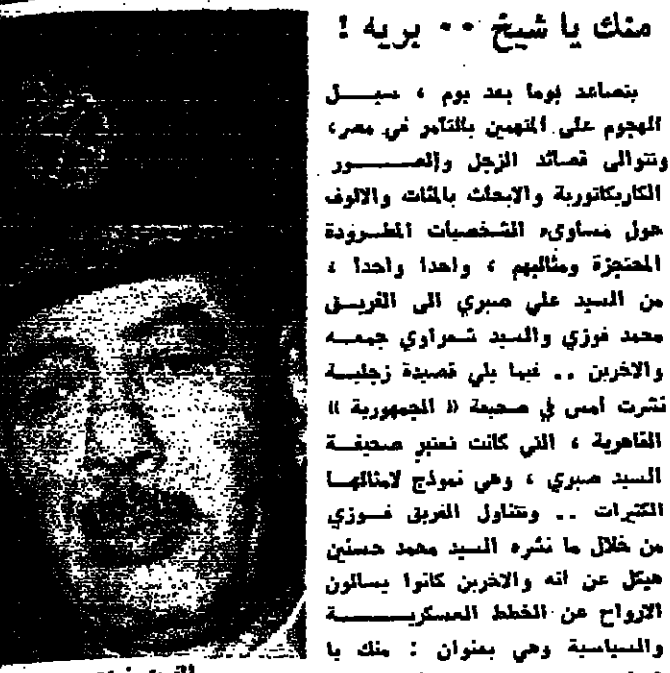 منك يا شيخ .. بريه !
يتصاعد يوما بعد يوم ، سيل
الهجوم على المتهمين بالتآمر في مصر،
وتتوالى قصائد الزجل والصور
الكاريكاتورية والابحاث بالمئات والالوف
حول مساوىء الشخصيات المطرودة
المحتجزة ومثالبهم ، واحدا واحدا ،
من السيد علي صبري الى الفريق
محمد فوزي والسيد شعراوي جمعه
والاخرين .. فيما يلي قصيدة زجلية
نشرت أمس في صحيفة « الجمهورية »
القاهرية ، التي كانت تعتبر صحيفة
السيد صبري ، وهي نموذج لامثالها
الكثيرات .. وتتناول الفريق فوزي
من خلال ما نشره السيد محمد حسنين
هيكل عن انه والاخرين كانوا يسالون
الارواح عن الخطط العسكرية
والسياسية وهي بعنوان : منك يا